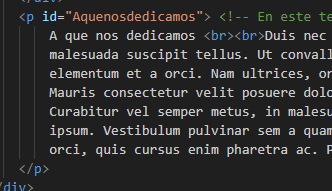 </div>
<p id="Aquenosdedicamos"> <!-- En este te
A que nos dedicamos <br><br>Duis nec
malesuada suscipit tellus. Ut convall
elementum et a orci. Nam ultrices, or
Mauris consectetur velit posuere dolo
Curabitur vel semper metus, in malesu
ipsum. Vestibulum pulvinar sem a quam
orci, quis cursus enim pharetra ac. P
</p>
/div>